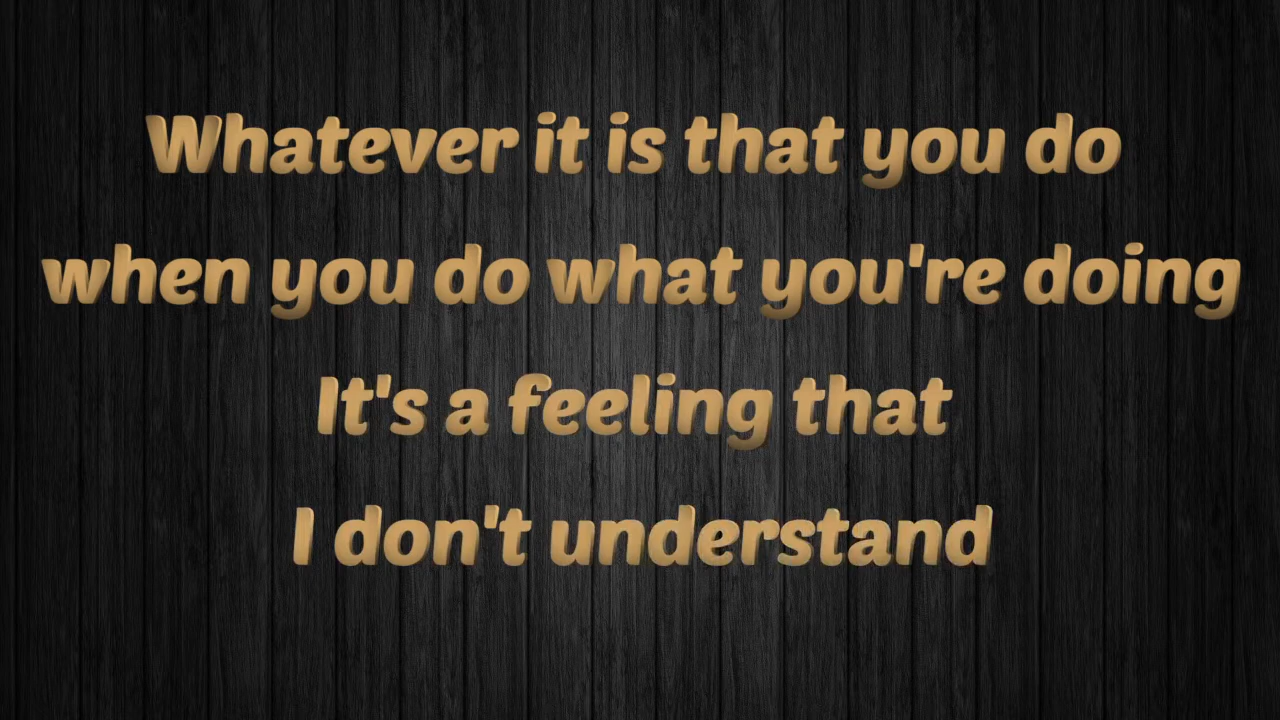 Whatever it is that you do
when you do what you're doing
It's a feeling that
I don't understand